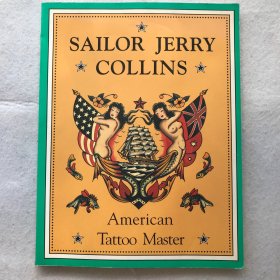 SAILOR JERRY
COLLINS
American
Tattoo Master